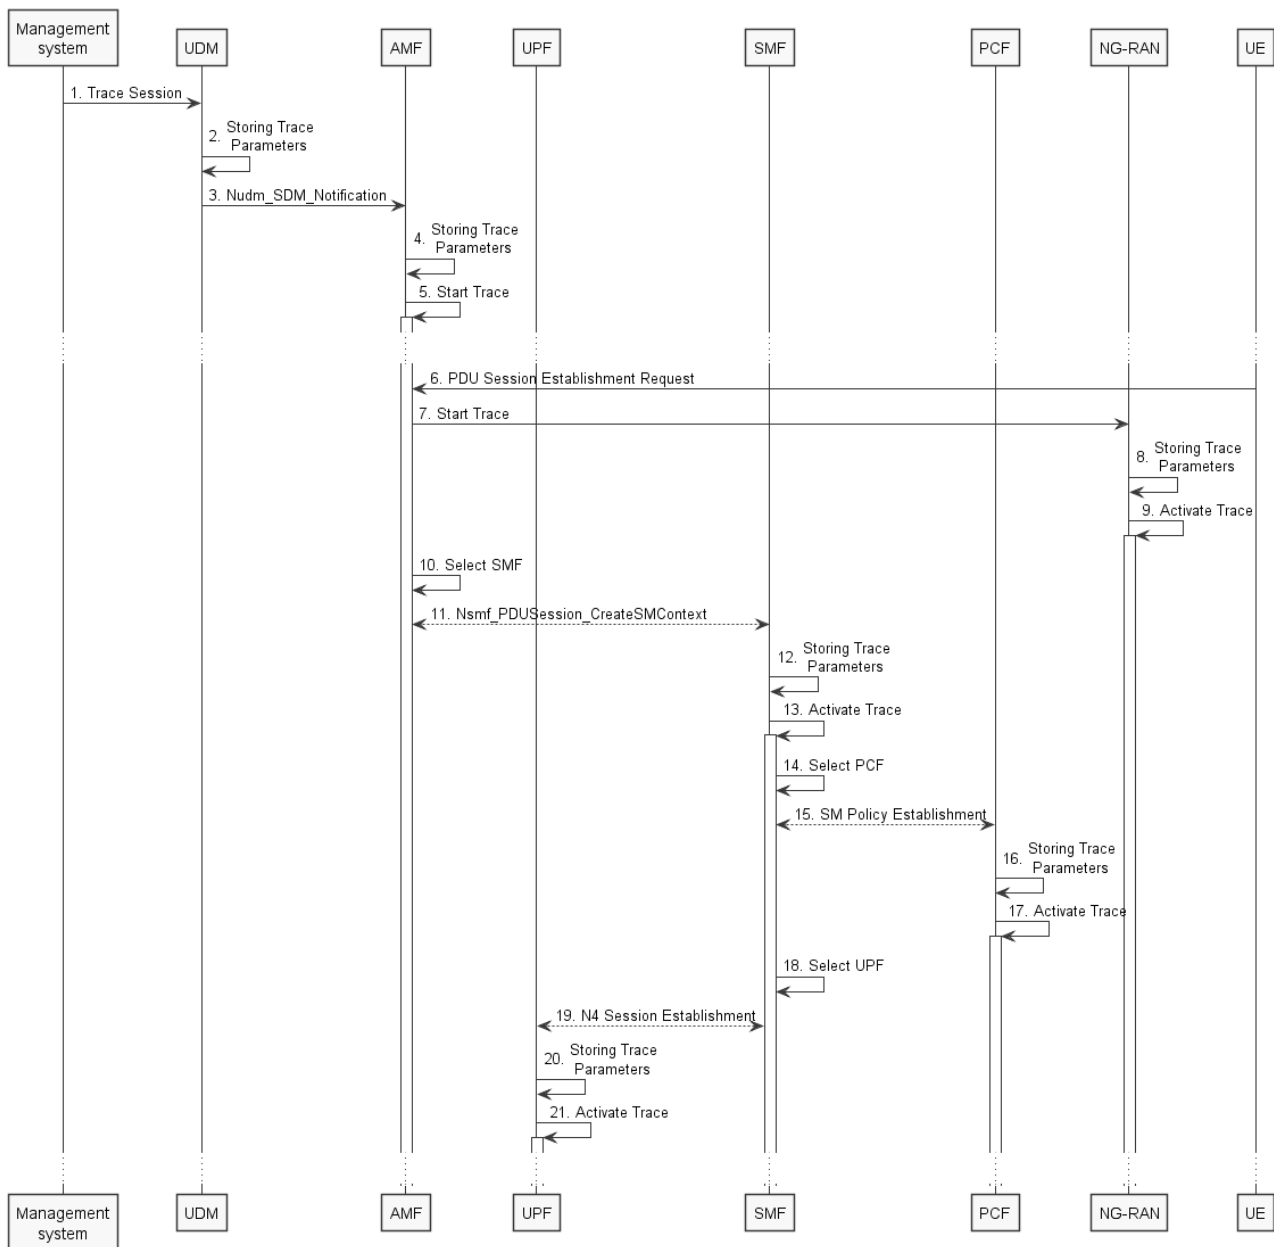 Management
system
UDM
AMF
UPF
SMF
PCF
NG-RAN
UE
1. Trace Session
2. Storing Trace
Parameters
3. Nudm_SDM_Notification
4. Storing Trace
Parameters
5. Start Trace
6. PDU Session Establishment Request
7. Start Trace
8. Storing Trace
Parameters
9. Activate Trace
10. Select SMF
11. Nsmf_PDUSession_CreateSMContext
12. Storing Trace
Parameters
13. Activate Trace
14. Select PCF
15. SM Policy Establishment
16. Storing Trace
Parameters
17. Activate Trace
18. Select UPF
19. N4 Session Establishment
20. Storing Trace
Parameters
21. Activate Trace
Management
system
UDM
AMF
UPF
SMF
PCF
NG-RAN
UE